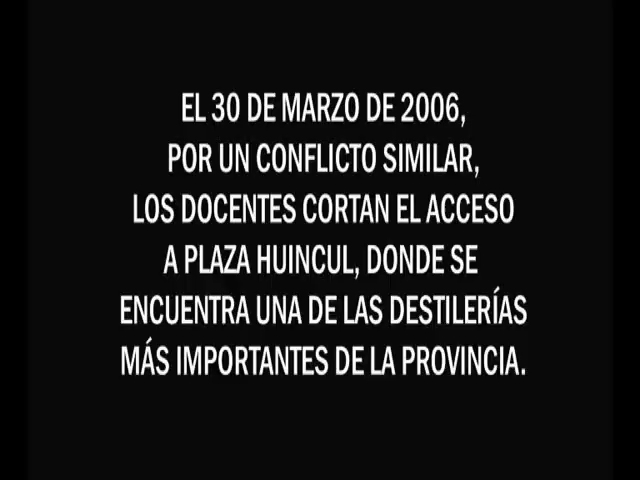 EL 30 DE MARZO DE 2006,
POR UN CONFLICTO SIMILAR,
LOS DOCENTES CORTAN EL ACCESO
A PLAZA HUINCUL, DONDE SE
ENCUENTRA UNA DE LAS DESTILERÍAS
MÁS IMPORTANTES DE LA PROVINCIA.